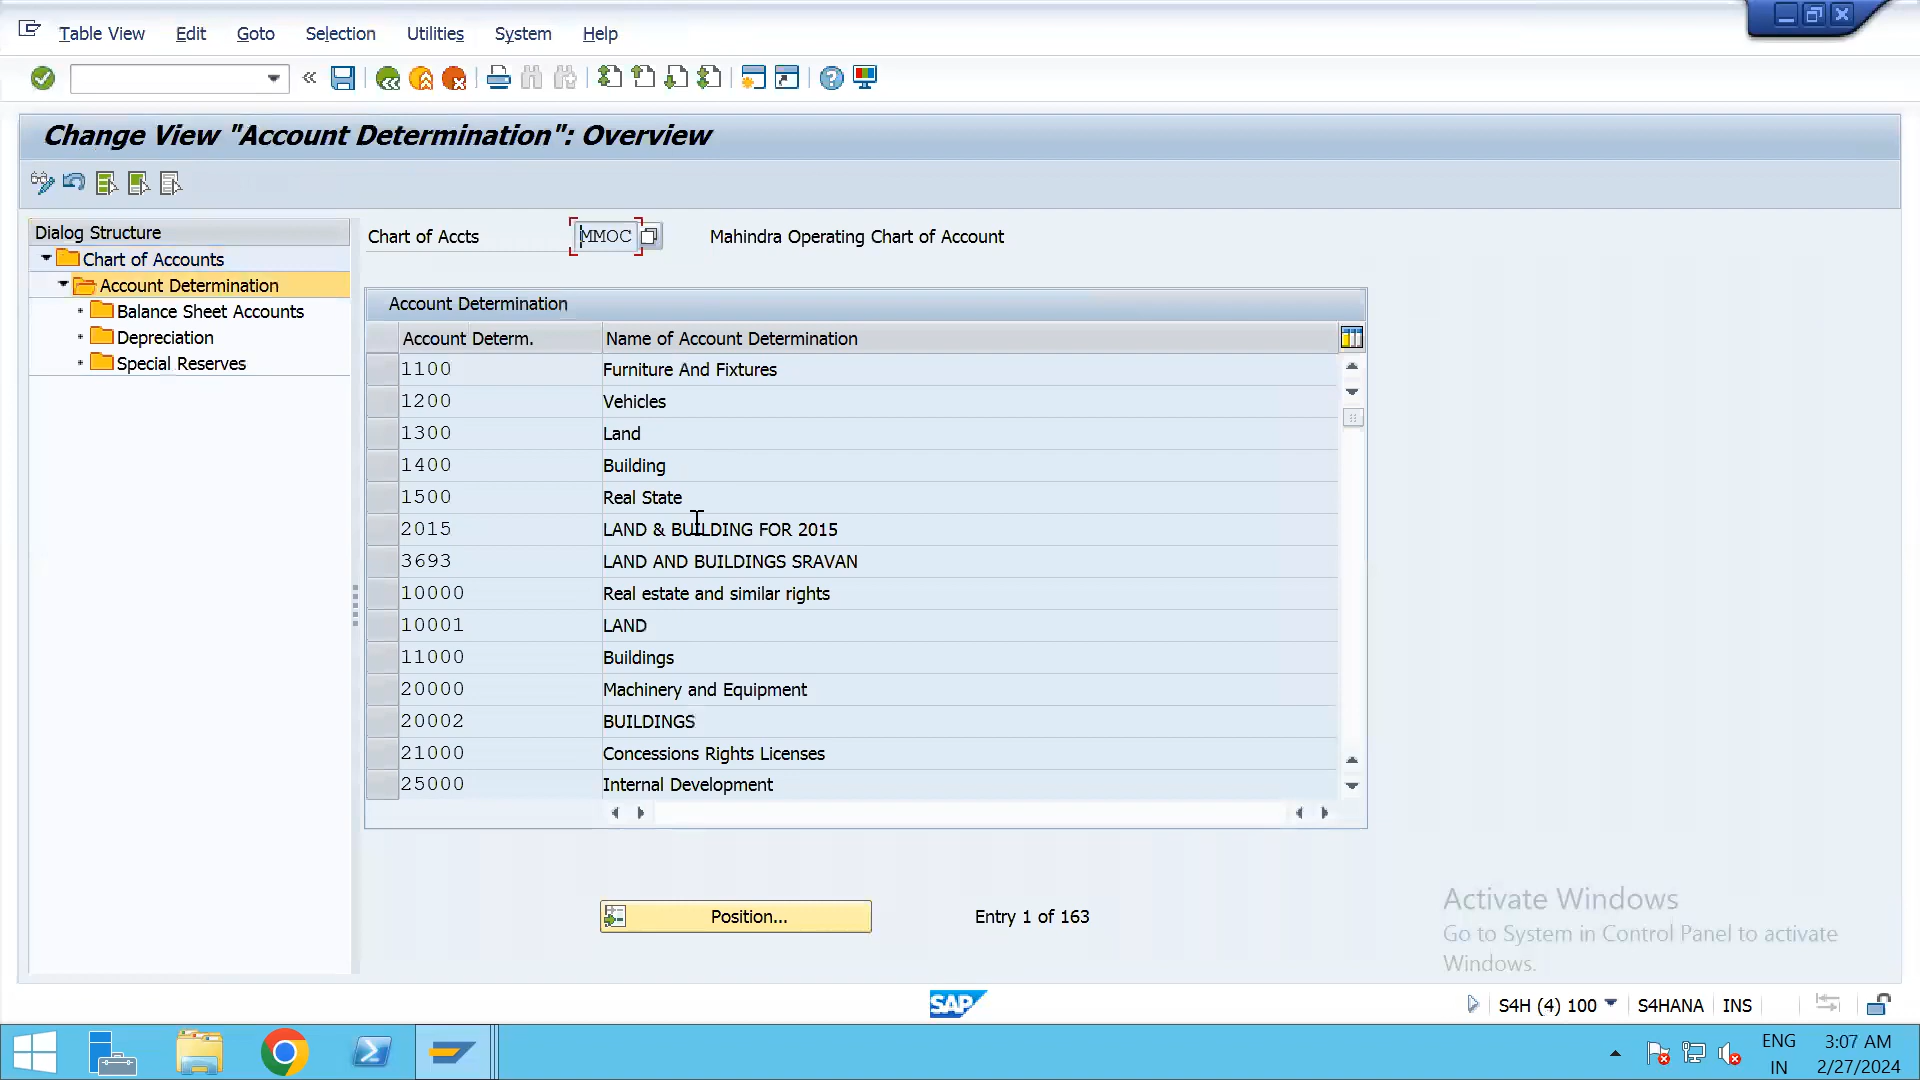 Table View Edit Goto Selection Utilities System Help
Change View "Account Determination": Overview
Dialog Structure
Chart of Accounts
Account Determination
Balance Sheet Accounts
Depreciation
Special Reserves
Chart of Accts MMOC Mahindra Operating Chart of Account
Account Determination
Account Determ. Name of Account Determination
1100 Furniture And Fixtures
1200 Vehicles
1300 Land
1400 Building
1500 Real State
2015 LAND & BUILDING FOR 2015
3693 LAND AND BUILDINGS SRAVAN
10000 Real estate and similar rights
10001 LAND
11000 Buildings
20000 Machinery and Equipment
20002 BUILDINGS
21000 Concessions Rights Licenses
25000 Internal Development
Position... Entry 1 of 163
Activate Windows
Go to System in Control Panel to activate
Windows.
SAP
S4H (4) 100 S4HANA INS
ENG 3:07 AM
IN 2/27/2024